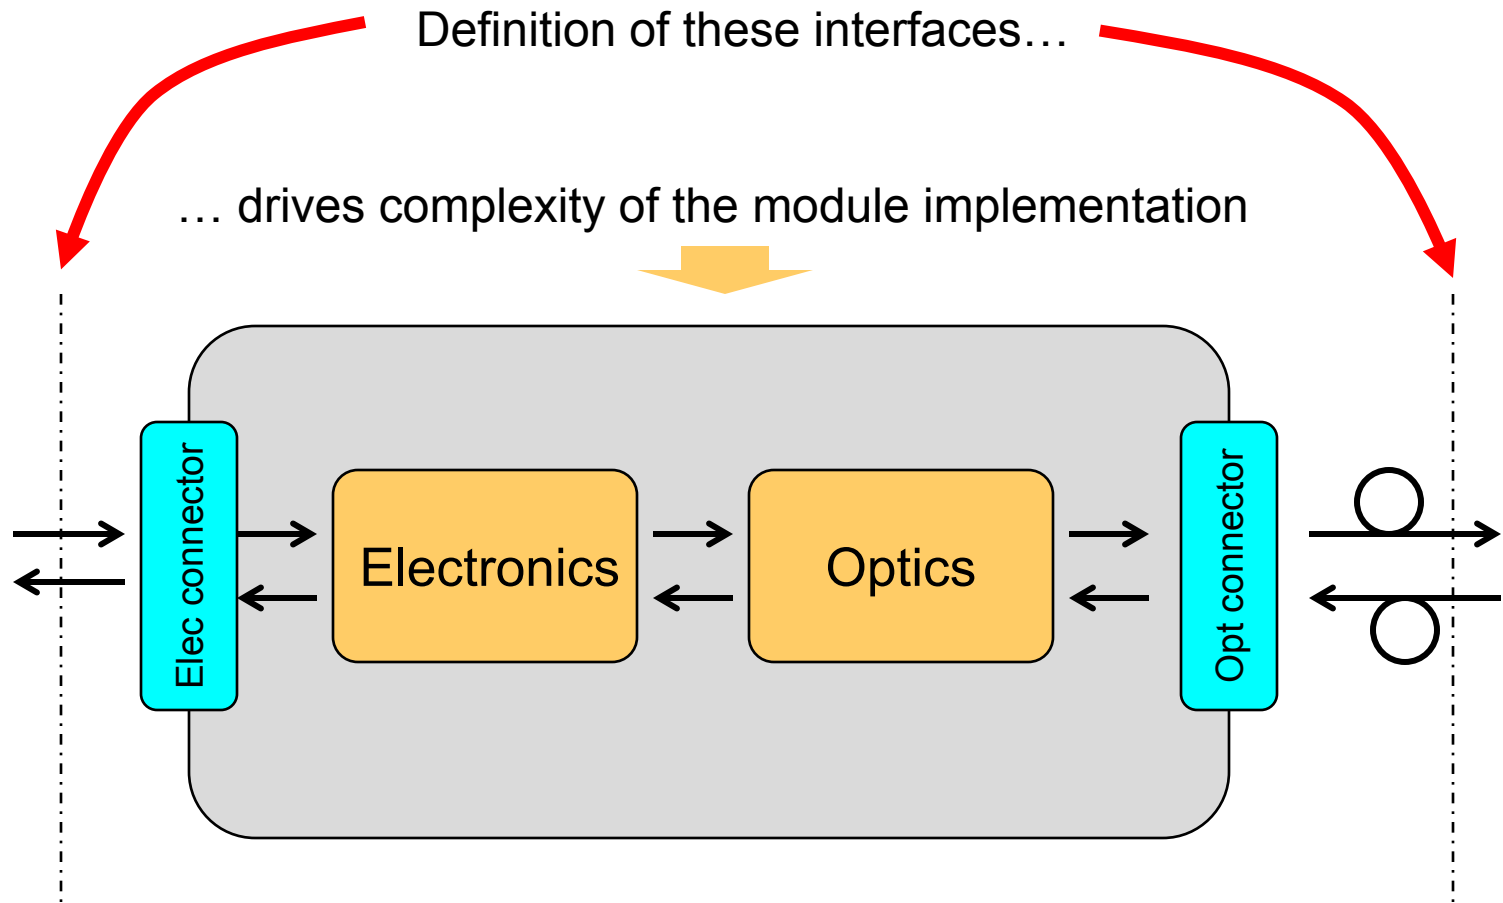 Definition of these interfaces…
… drives complexity of the module implementation
Elec connector
Electronics
Optics
Opt connector